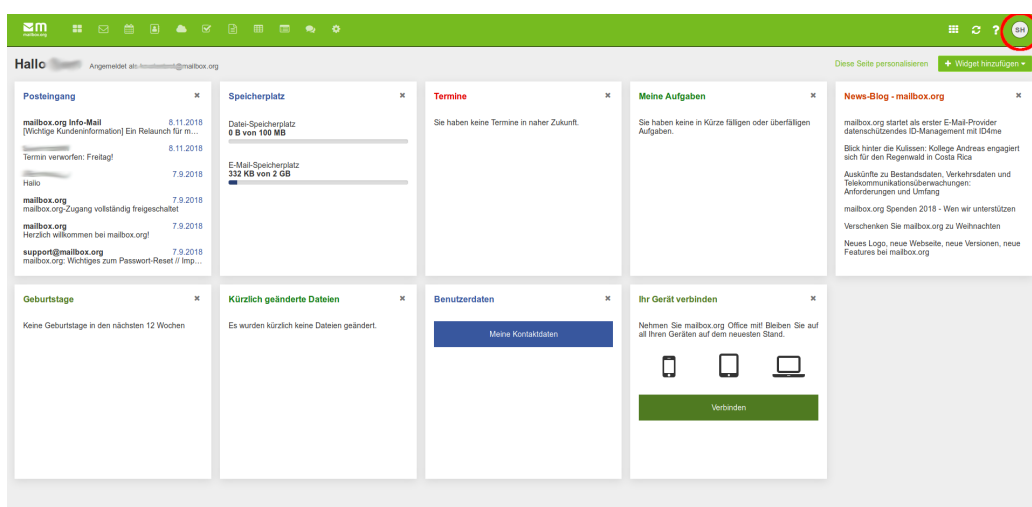 m
mailbox.org
?
SH
Hallo
Angemeldet als @mailbox.org
Diese Seite personalisieren
+ Widget hinzufügen
Posteingang
mailbox.org Info-Mail 8.11.2018
[Wichtige Kundeninformation] Ein Relaunch für m…
8.11.2018
Termin verworfen: Freitag!
7.9.2018
Hallo
mailbox.org 7.9.2018
mailbox.org-Zugang vollständig freigeschaltet
mailbox.org 7.9.2018
Herzlich willkommen bei mailbox.org!
support@mailbox.org 7.9.2018
mailbox.org: Wichtiges zum Passwort-Reset // Imp…
Speicherplatz
Datei-Speicherplatz
0 B von 100 MB
E-Mail-Speicherplatz
332 KB von 2 GB
Termine
Sie haben keine Termine in naher Zukunft.
Meine Aufgaben
Sie haben keine in Kürze fälligen oder überfälligen
Aufgaben.
News-Blog - mailbox.org
mailbox.org startet als erster E-Mail-Provider
datenschützendes ID-Management mit ID4me
Blick hinter die Kulissen: Kollege Andreas engagiert
sich für den Regenwald in Costa Rica
Auskünfte zu Bestandsdaten, Verkehrsdaten und
Telekommunikationsüberwachungen:
Anforderungen und Umfang
mailbox.org Spenden 2018 - Wen wir unterstützen
Verschenken Sie mailbox.org zu Weihnachten
Neues Logo, neue Webseite, neue Versionen, neue
Features bei mailbox.org
Geburtstage
Keine Geburtstage in den nächsten 12 Wochen
Kürzlich geänderte Dateien
Es wurden kürzlich keine Dateien geändert.
Benutzerdaten
Meine Kontaktdaten
Ihr Gerät verbinden
Nehmen Sie mailbox.org Office mit! Bleiben Sie auf
all Ihren Geräten auf dem neuesten Stand.
Verbinden